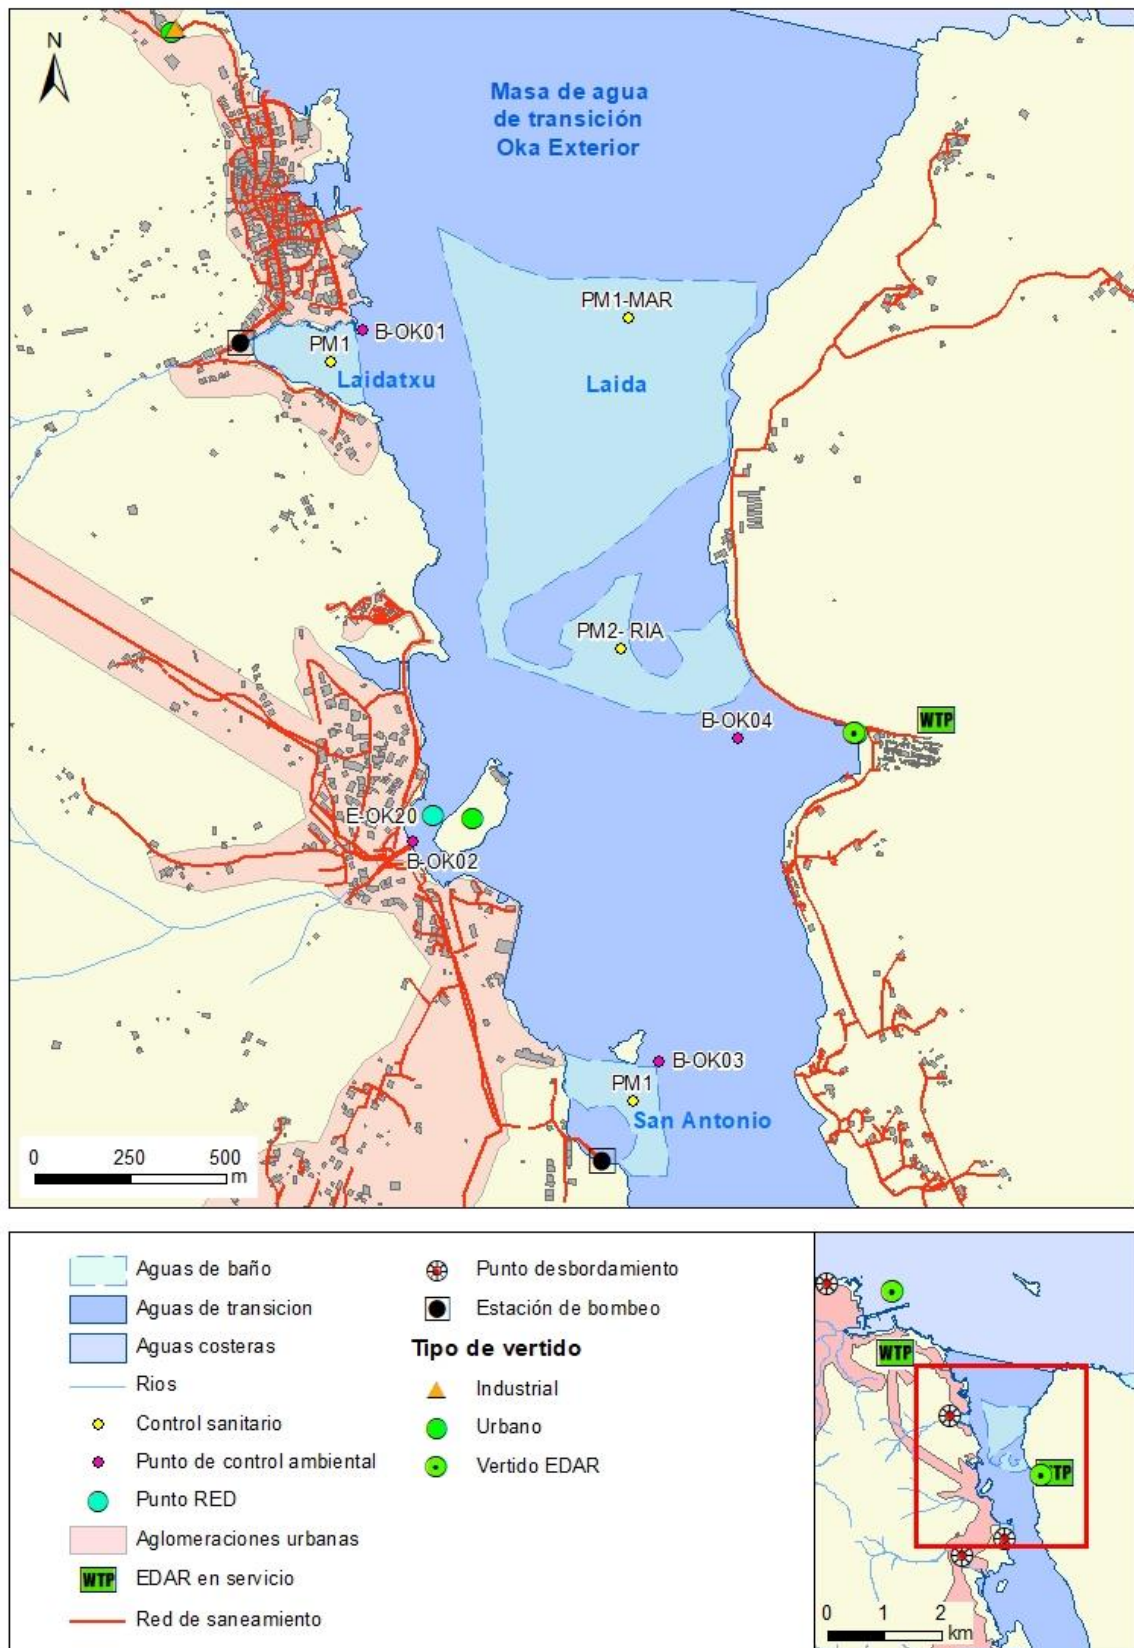 N
Masa de agua
de transición
Oka Exterior
PM1-MAR
B-OK01
PM1
Laidatxu
Laida
PM2- RIA
B-OK04
WTP
E-OK20
B-OK02
B-OK03
PM1
San Antonio
0 250 500
m
Aguas de baño
Aguas de transicion
Aguas costeras
Rios
Control sanitario
Punto de control ambiental
Punto RED
Aglomeraciones urbanas
WTP EDAR en servicio
Red de saneamiento
Punto desbordamiento
Estación de bombeo
Tipo de vertido
Industrial
Urbano
Vertido EDAR
WTP
WTP
0 1 2
km